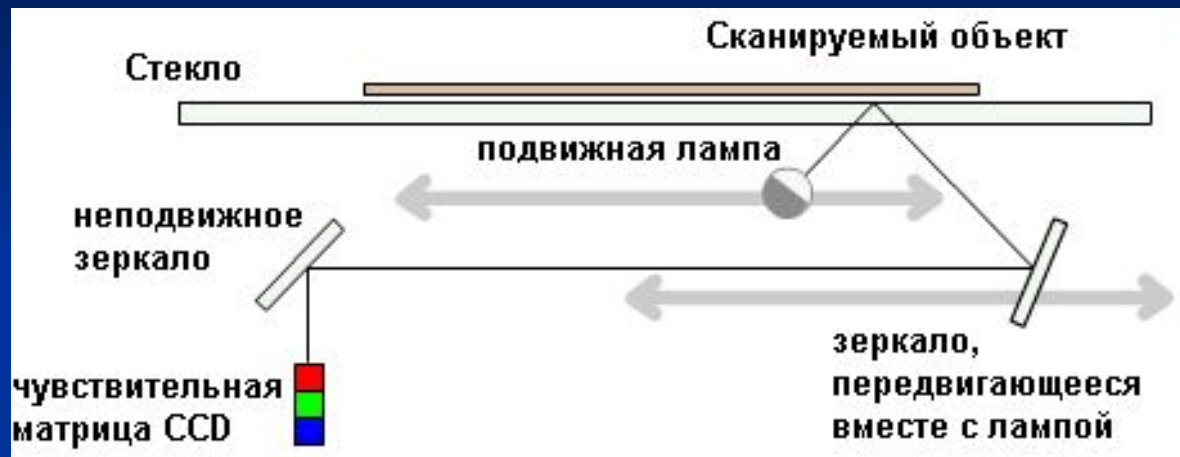 Сканируемый объект
Стекло
подвижная лампа
неподвижное
зеркало
зеркало,
передвигающееся
вместе с лампой
чувствительная
матрица CCD